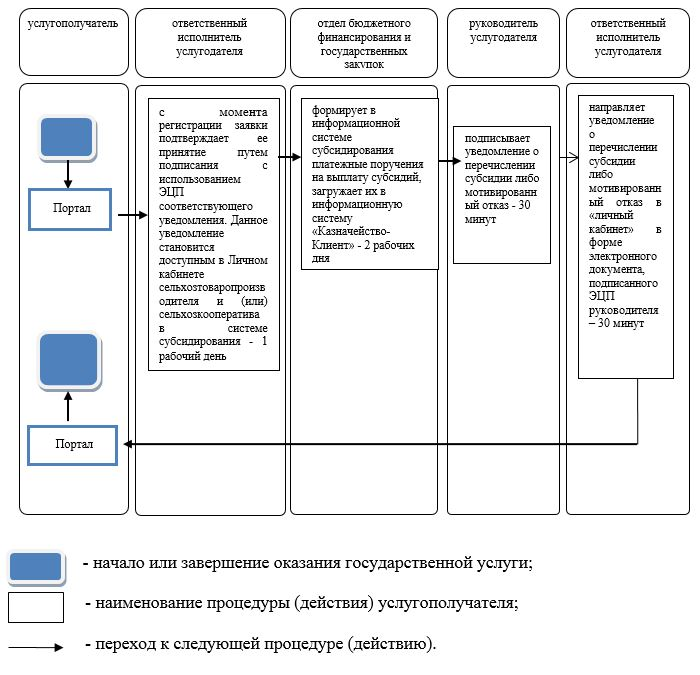 услугополучатель
ответственный
исполнитель
услугодателя
отдел бюджетного
финансирования и
государственных
закупок
руководитель
услугодателя
ответственный
исполнитель
услугодателя
Портал
с момента
регистрации заявки
подтверждает ее
принятие путем
подписания с
использованием
ЭЦП
соответствующего
уведомления. Данное
уведомление
становится
доступным в Личном
кабинете
сельхозтоваропроизв
одителя и (или)
сельхозкооператива
в системе
субсидирования - 1
рабочий день
формирует в
информационной
системе
субсидирования
платежные поручения
на выплату субсидий,
загружает их в
информационную
систему
«Казначейство-
Клиент» - 2 рабочих
дня
подписывает
уведомление о
перечислении
субсидии либо
мотивированн
ый отказ - 30
минут
направляет
уведомление
о
перечислении
субсидии
либо
мотивированн
ый отказ в
«личный
кабинет» в
форме
электронного
документа,
подписанного
ЭЦП
руководителя
– 30 минут
Портал
- начало или завершение оказания государственной услуги;
- наименование процедуры (действия) услугополучателя;
- переход к следующей процедуре (действию).